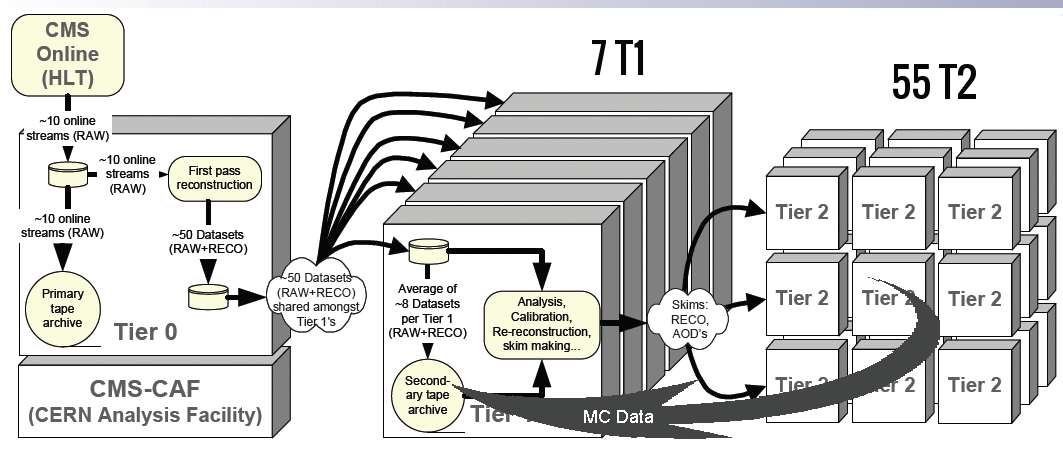 CMS
Online
(HLT)
~10 online
streams (RAW)
~10 online
streams
(RAW)
First pass
reconstruction
~10 online
streams (RAW)
~50 Datasets
(RAW+RECO)
Primary
tape
archive
Tier 0
CMS-CAF
(CERN Analysis Facility)
~50 Datasets
(RAW+RECO)
shared amongst
Tier 1's
7 T1
Average of
~8 Datasets
per Tier 1
(RAW+RECO)
Analysis,
Calibration,
Re-reconstruction,
skim making...
Second-
ary tape
archive
Tier
Skims:
RECO,
AOD's
MC Data
55 T2
Tier 2
Tier 2
Tier 2
Tier 2
Tier 2
Tier 2
Tier 2
Tier 2
Tier 2